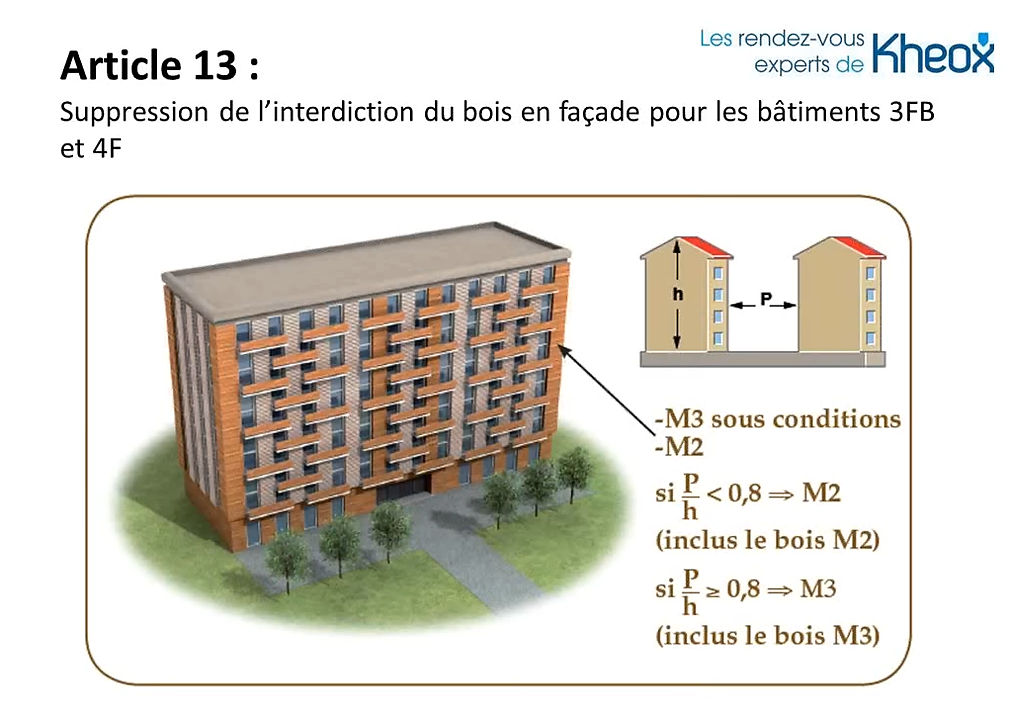 Les rendez-vous
experts de Kheox
Article 13 :
Suppression de l’interdiction du bois en façade pour les bâtiments 3FB
et 4F
h
P
-M3 sous conditions
-M2
si P/h < 0,8 ⇒ M2
(inclus le bois M2)
si P/h ≥ 0,8 ⇒ M3
(inclus le bois M3)